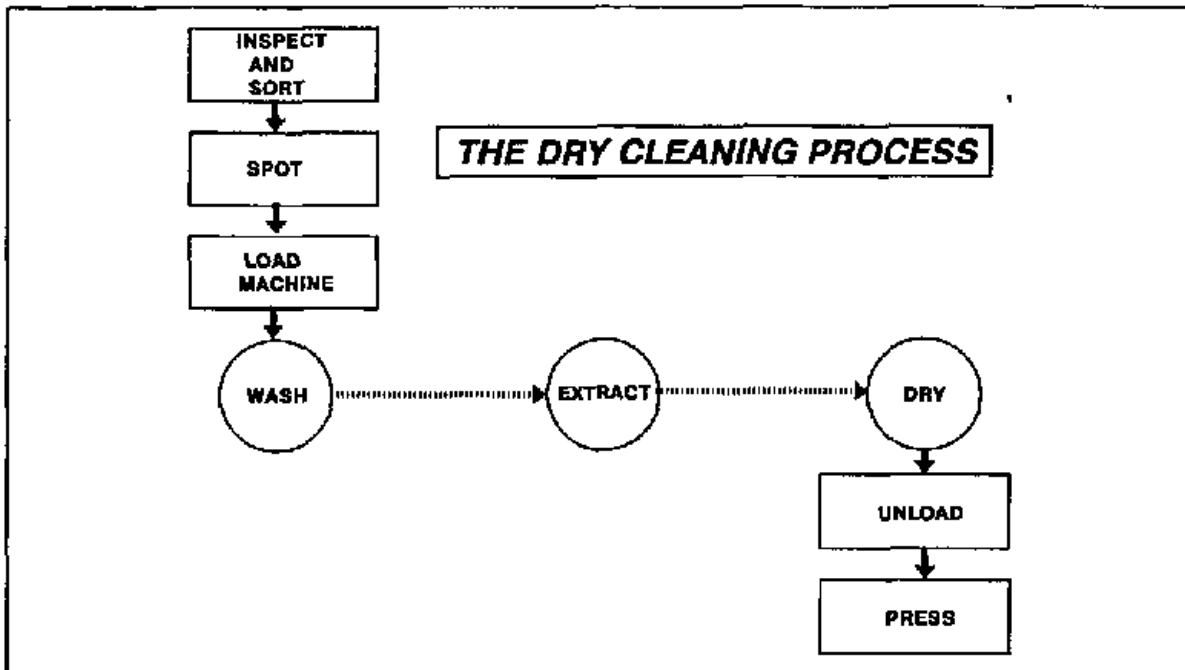 INSPECT
AND
SORT
THE DRY CLEANING PROCESS
SPOT
LOAD
MACHINE
WASH
EXTRACT
DRY
UNLOAD
PRESS